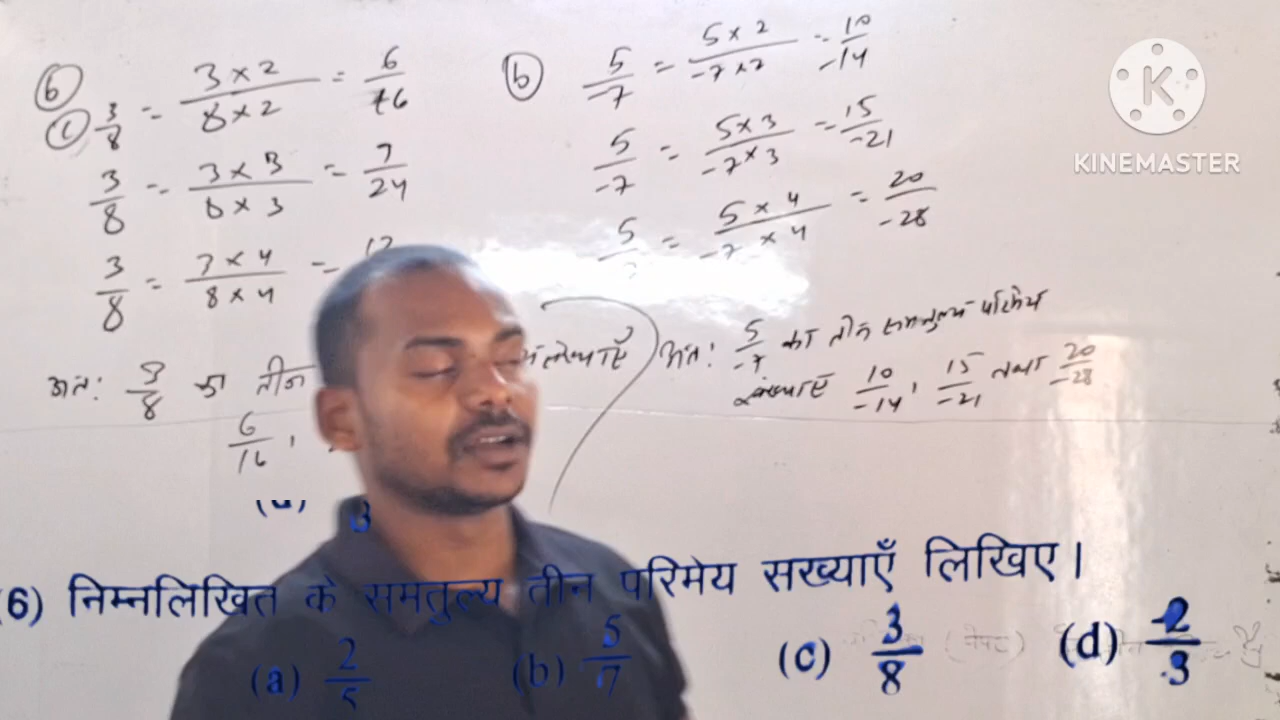 6
(c) 3/8 = 3 × 2 / 8 × 2 = 6/16
3/8 = 3 × 3 / 8 × 3 = 7/24
3/8 = 3 × 4 / 8 × 4 = 12
अतः 3/8 का तीन
6/16 ,
(b) 5/-7 = 5 × 2 / -7 × 2 = 10/-14
5/-7 = 5 × 3 / -7 × 3 = 15/-21
5 = 5 × 4 / -7 × 4 = 20/-28
अतः 5/-7 का तीन समतुल्य परिमेय
संख्याएँ 10/-14 , 15/-21 तथा 20/-28
KINEMASTER
(6) निम्नलिखित के समतुल्य तीन परिमेय सख्याएँ लिखिए।
(a) 2/5 (b) 5/7 (c) 3/8 (d) -2/3